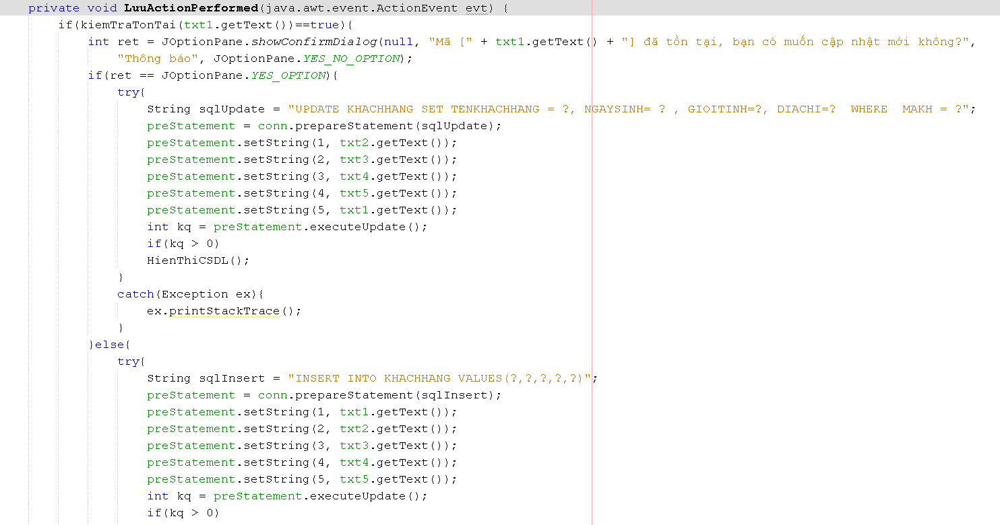 private void LuuActionPerformed(java.awt.event.ActionEvent evt) {
if(kiemTraTonTai(txt1.getText())==true){
int ret = JOptionPane.showConfirmDialog(null, "Mã [" + txt1.getText() + "] đã tồn tại, bạn có muốn cập nhật mới không?",
"Thông báo", JOptionPane.YES_NO_OPTION);
if(ret == JOptionPane.YES_OPTION){
try{
String sqlUpdate = "UPDATE KHACHHANG SET TENKHACHHANG = ?, NGAYSINH= ? , GIOITINH=?, DIACHI=?  WHERE  MAKH = ?";
preStatement = conn.prepareStatement(sqlUpdate);
preStatement.setString(1, txt2.getText());
preStatement.setString(2, txt3.getText());
preStatement.setString(3, txt4.getText());
preStatement.setString(4, txt5.getText());
preStatement.setString(5, txt1.getText());
int kq = preStatement.executeUpdate();
if(kq > 0)
HienThiCSDL();
}
catch(Exception ex){
ex.printStackTrace();
}
}else{
try{
String sqlInsert = "INSERT INTO KHACHHANG VALUES(?,?,?,?,?)";
preStatement = conn.prepareStatement(sqlInsert);
preStatement.setString(1, txt1.getText());
preStatement.setString(2, txt2.getText());
preStatement.setString(3, txt3.getText());
preStatement.setString(4, txt4.getText());
preStatement.setString(5, txt5.getText());
int kq = preStatement.executeUpdate();
if(kq > 0)